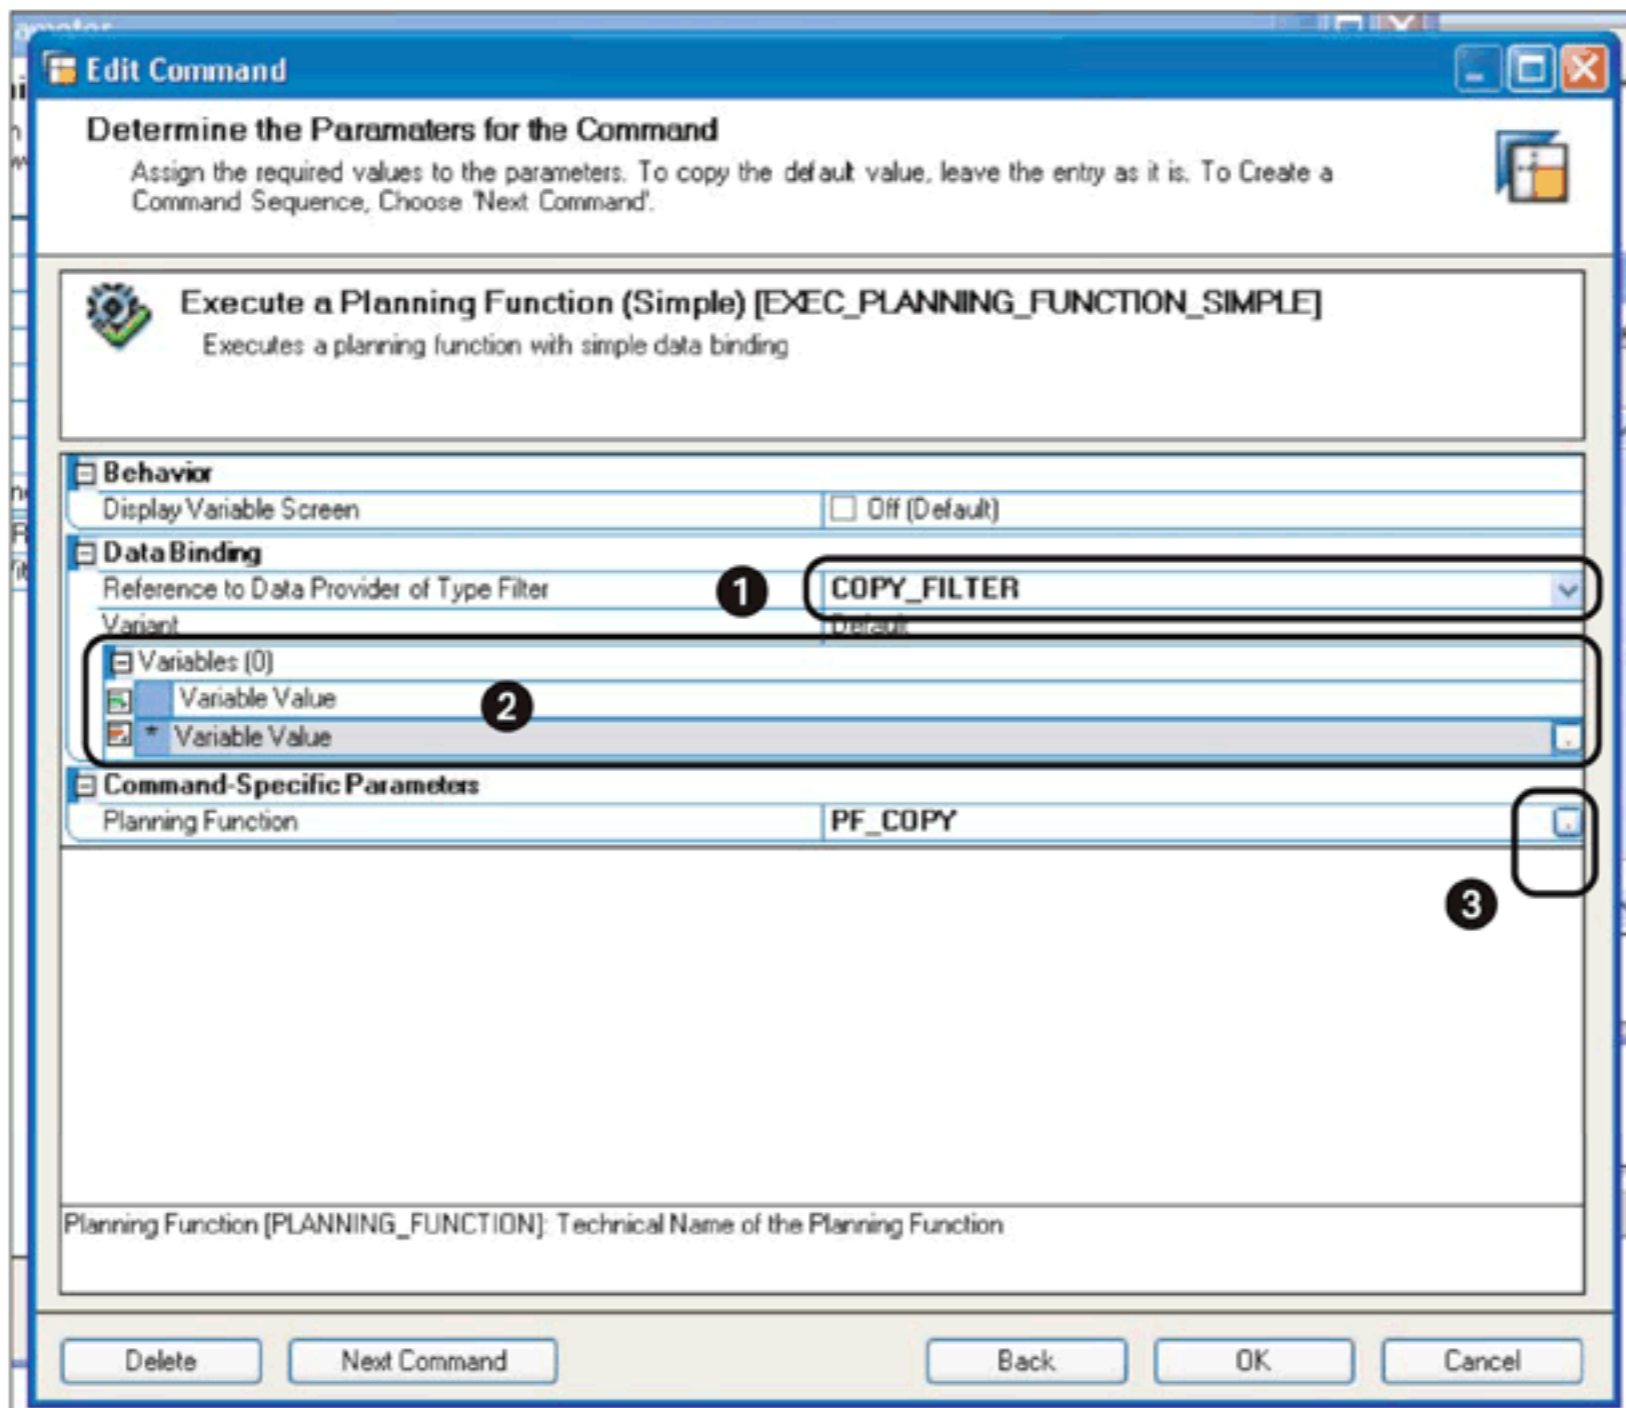 Edit Command
Determine the Paramaters for the Command
Assign the required values to the parameters. To copy the default value, leave the entry as it is. To Create a
Command Sequence, Choose 'Next Command'.
Execute a Planning Function (Simple) [EXEC_PLANNING_FUNCTION_SIMPLE]
Executes a planning function with simple data binding
Behavior
Display Variable Screen Off (Default)
Data Binding
Reference to Data Provider of Type Filter 1 COPY_FILTER
Variant Default
Variables (0)
Variable Value 2
* Variable Value .
Command-Specific Parameters
Planning Function PF_COPY .
3
Planning Function [PLANNING_FUNCTION]: Technical Name of the Planning Function
Delete Next Command Back OK Cancel